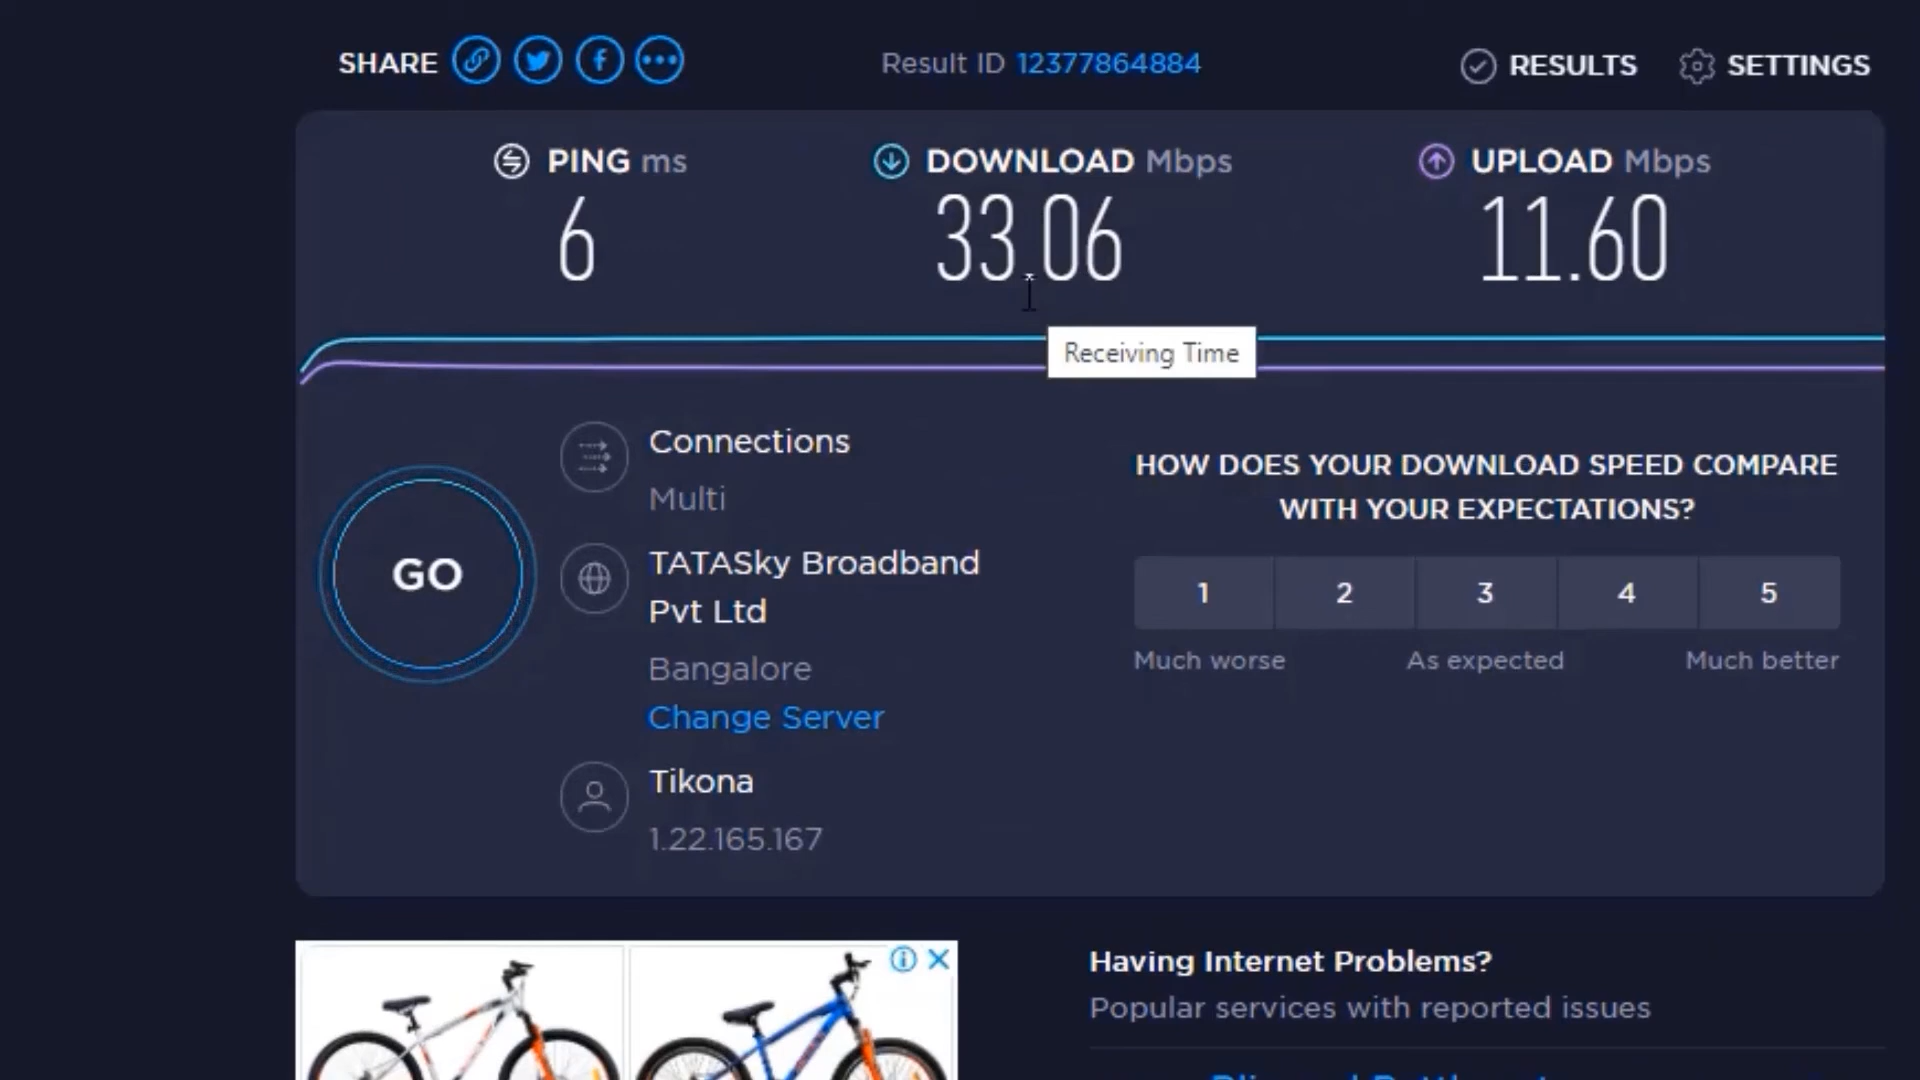 SHARE
Result ID 12377864884
RESULTS
SETTINGS
PING ms
6
DOWNLOAD Mbps
33.06
UPLOAD Mbps
11.60
Receiving Time
GO
Connections
Multi
TATASky Broadband
Pvt Ltd
Bangalore
Change Server
Tikona
1.22.165.167
HOW DOES YOUR DOWNLOAD SPEED COMPARE
WITH YOUR EXPECTATIONS?
1 2 3 4 5
Much worse As expected Much better
Having Internet Problems?
Popular services with reported issues